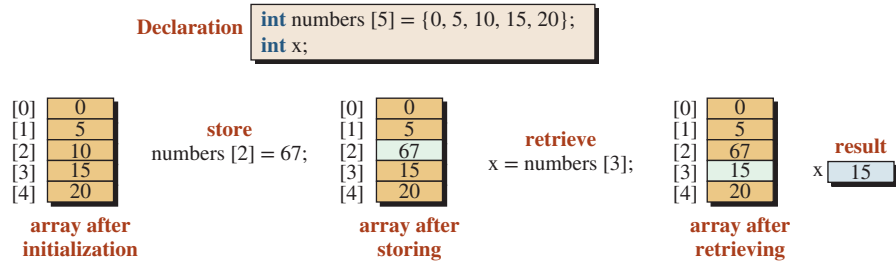 Declaration
int numbers [5] = {0, 5, 10, 15, 20};
int x;
[0] 0
[1] 5
[2] 10
[3] 15
[4] 20
array after
initialization
store
numbers [2] = 67;
[0] 0
[1] 5
[2] 67
[3] 15
[4] 20
array after
storing
retrieve
x = numbers [3];
[0] 0
[1] 5
[2] 67
[3] 15
[4] 20
array after
retrieving
result
x 15